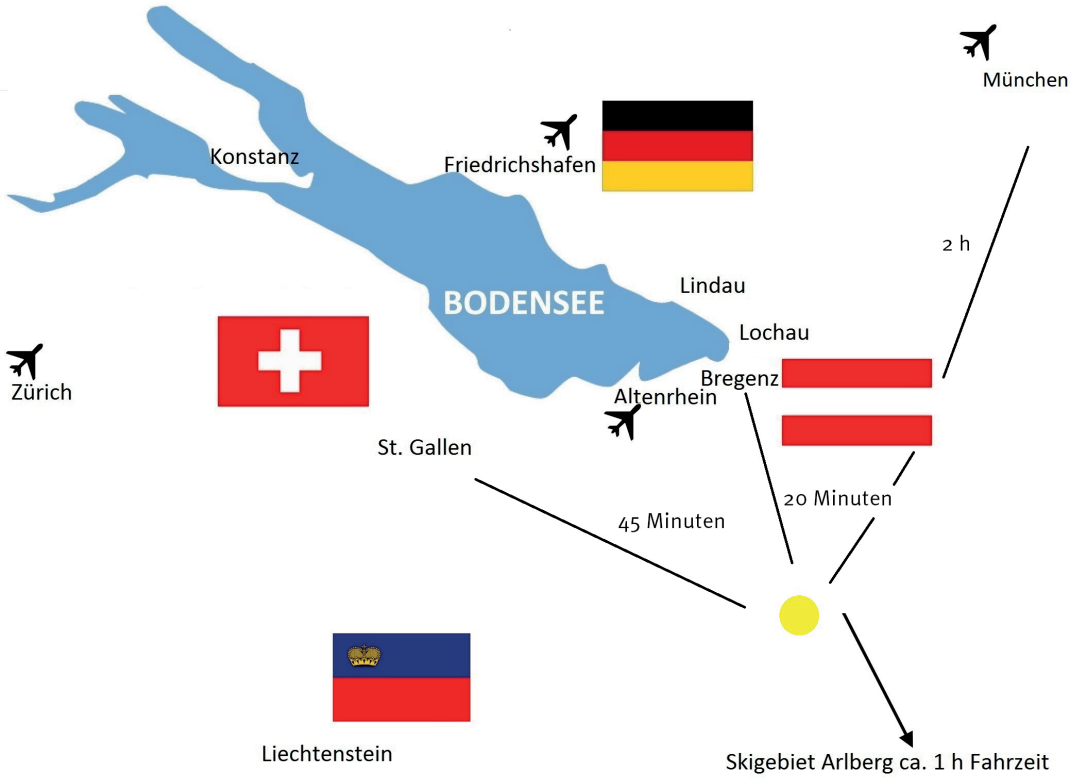 München
Konstanz
Friedrichshafen
2 h
Lindau
BODENSEE
Lochau
Zürich
Bregenz
Altenrhein
St. Gallen
20 Minuten
45 Minuten
Liechtenstein
Skigebiet Arlberg ca. 1 h Fahrzeit